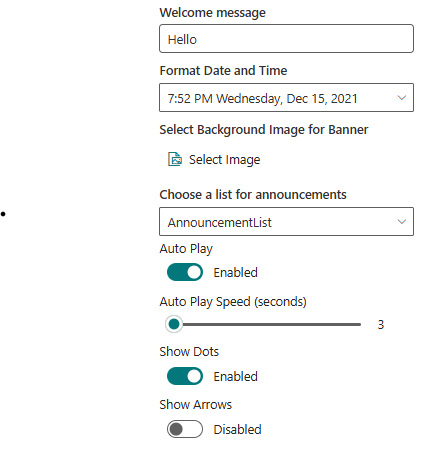 Welcome message
Hello
Format Date and Time
7:52 PM Wednesday, Dec 15, 2021
Select Background Image for Banner
Select Image
Choose a list for announcements
AnnouncementList
Auto Play
Enabled
Auto Play Speed (seconds)
3
Show Dots
Enabled
Show Arrows
Disabled